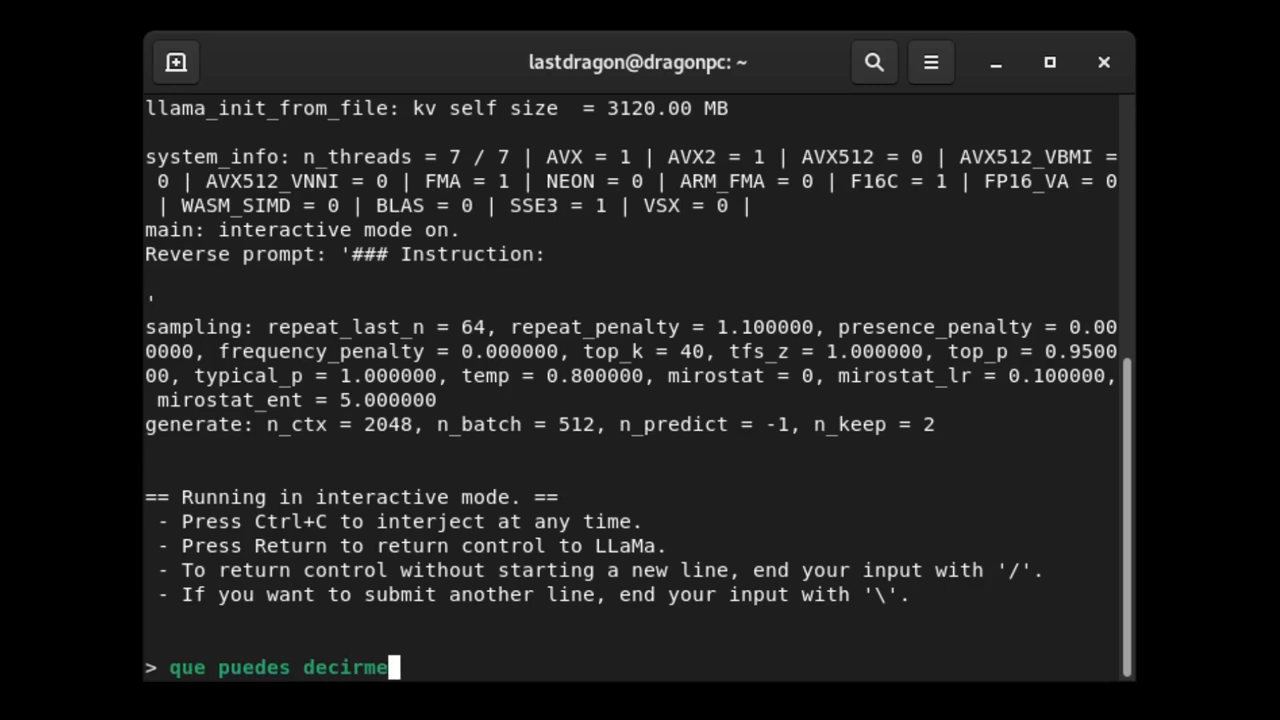 lastdragon@dragonpc: ~
llama_init_from_file: kv self size  = 3120.00 MB
system_info: n_threads = 7 / 7 | AVX = 1 | AVX2 = 1 | AVX512 = 0 | AVX512_VBMI =
 0 | AVX512_VNNI = 0 | FMA = 1 | NEON = 0 | ARM_FMA = 0 | F16C = 1 | FP16_VA = 0
 | WASM_SIMD = 0 | BLAS = 0 | SSE3 = 1 | VSX = 0 |
main: interactive mode on.
Reverse prompt: '### Instruction:
'
sampling: repeat_last_n = 64, repeat_penalty = 1.100000, presence_penalty = 0.00
0000, frequency_penalty = 0.000000, top_k = 40, tfs_z = 1.000000, top_p = 0.9500
00, typical_p = 1.000000, temp = 0.800000, mirostat = 0, mirostat_lr = 0.100000,
 mirostat_ent = 5.000000
generate: n_ctx = 2048, n_batch = 512, n_predict = -1, n_keep = 2
== Running in interactive mode. ==
 - Press Ctrl+C to interject at any time.
 - Press Return to return control to LLaMa.
 - To return control without starting a new line, end your input with '/'.
 - If you want to submit another line, end your input with '\'.
> que puedes decirme